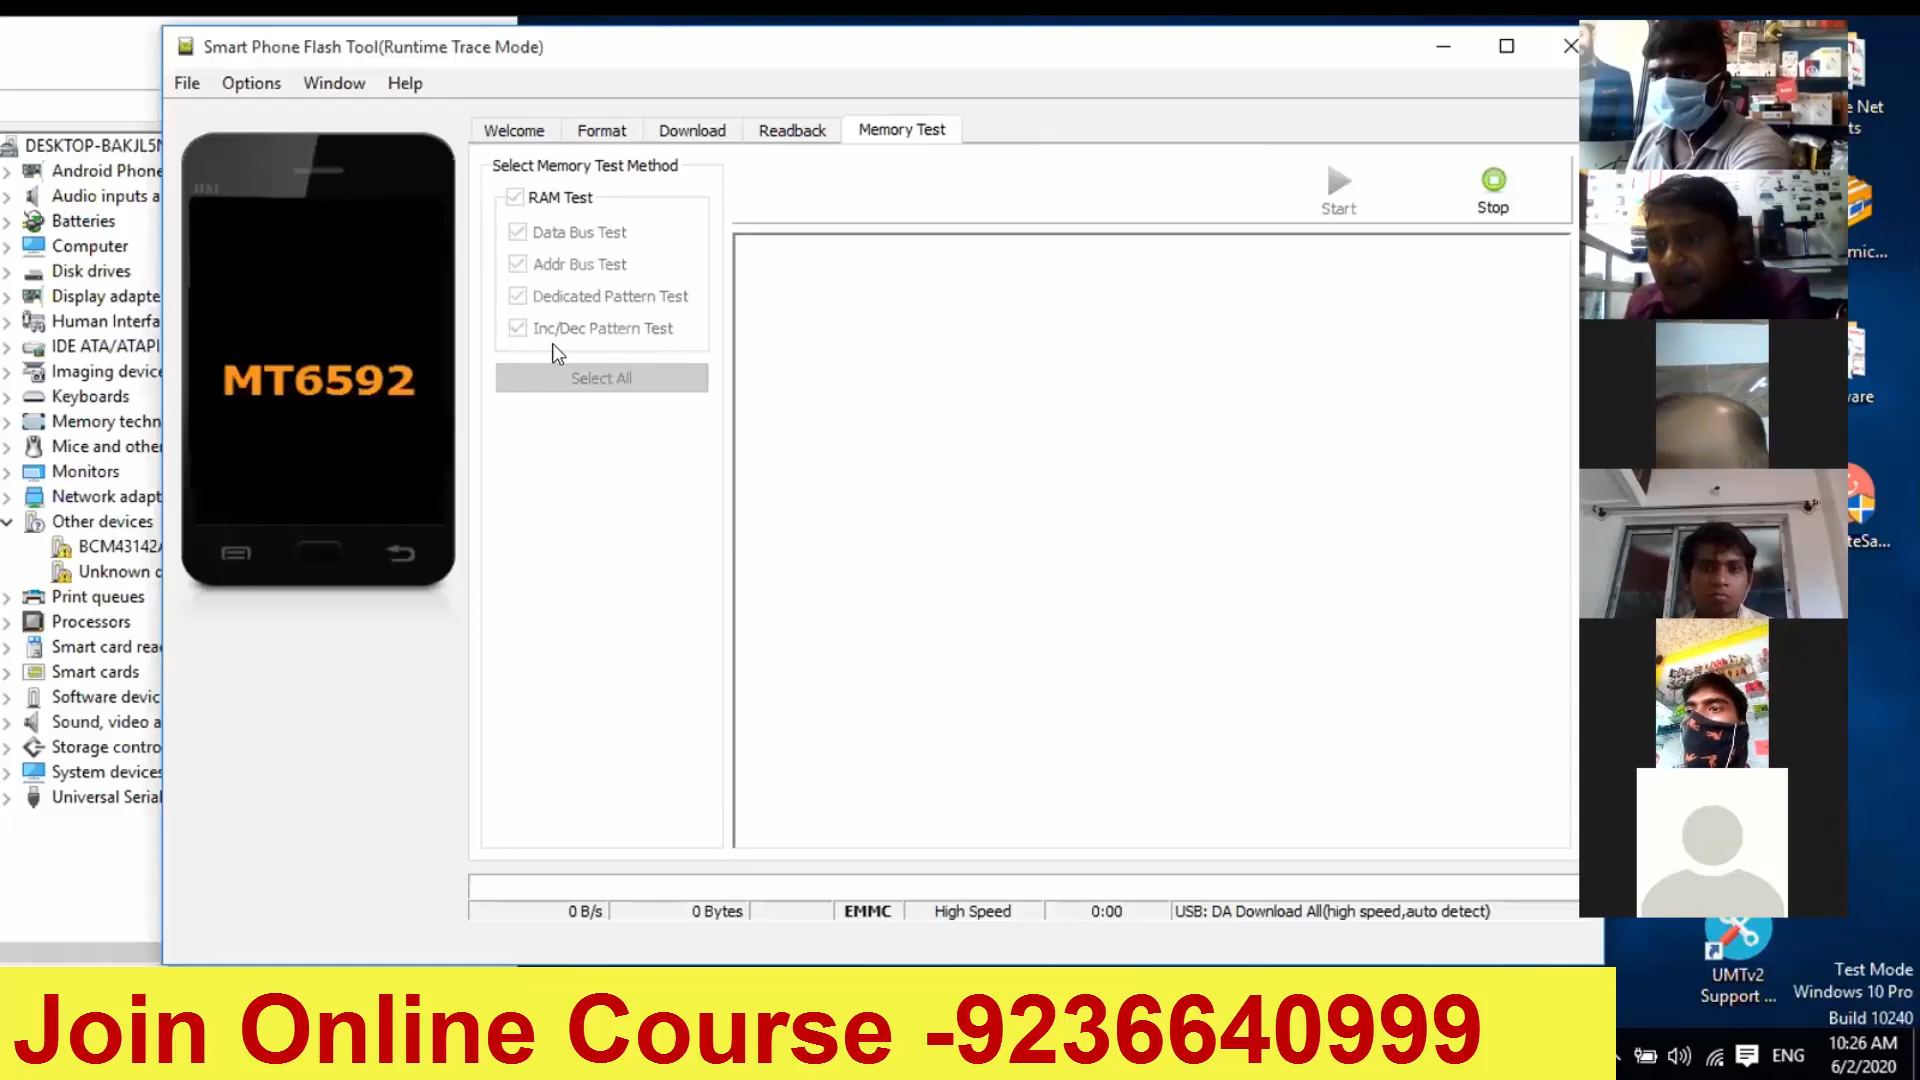 Smart Phone Flash Tool(Runtime Trace Mode)
File Options Window Help
Welcome Format Download Readback Memory Test
Select Memory Test Method
RAM Test
Data Bus Test
Addr Bus Test
Dedicated Pattern Test
Inc/Dec Pattern Test
Select All
Start
Stop
MT6592
DESKTOP-BAKJL5
Android Phone
Audio inputs a
Batteries
Computer
Disk drives
Display adapte
Human Interfa
IDE ATA/ATAPI
Imaging device
Keyboards
Memory techn
Mice and othe
Monitors
Network adapt
Other devices
BCM43142
Unknown d
Print queues
Processors
Smart card rea
Smart cards
Software devic
Sound, video a
Storage contro
System devices
Universal Serial
0 B/s 0 Bytes EMMC High Speed 0:00 USB: DA Download All(high speed,auto detect)
Net
ts
mic...
ware
teSa...
UMTv2
Support ...
Test Mode
Windows 10 Pro
Build 10240
ENG
10:26 AM
6/2/2020
Join Online Course -9236640999